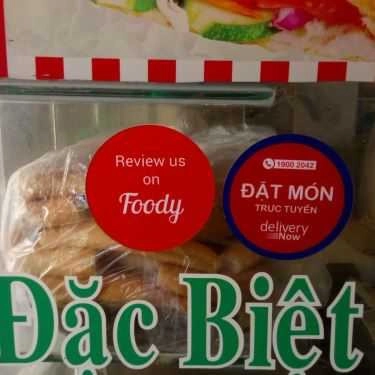 Review us
on
Foody
1900 2042
ĐẶT MÓN
TRỰC TUYẾN
delivery
Now
Đặc Biệt